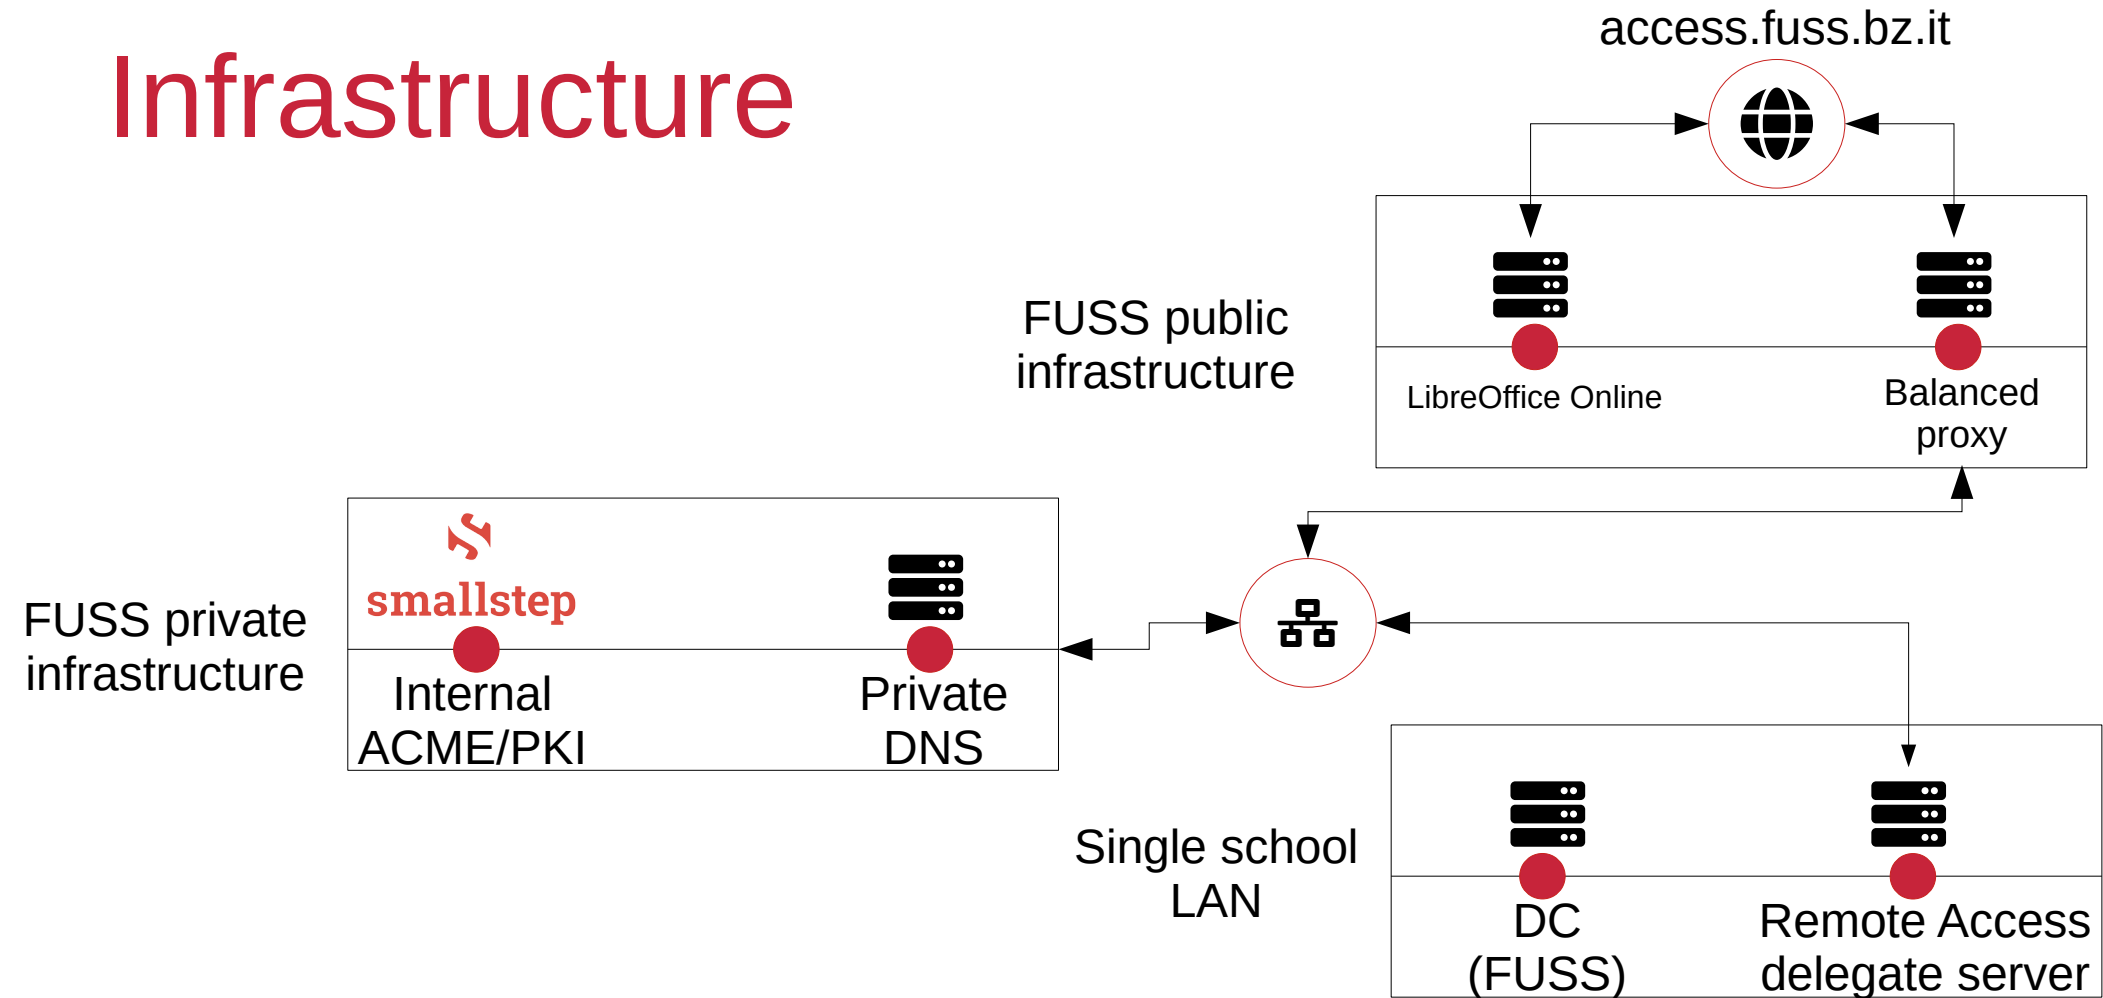 Infrastructure
access.fuss.bz.it
FUSS public
infrastructure
LibreOffice Online
Balanced
proxy
FUSS private
infrastructure
smallstep
Internal
ACME/PKI
Private
DNS
Single school
LAN
DC
(FUSS)
Remote Access
delegate server